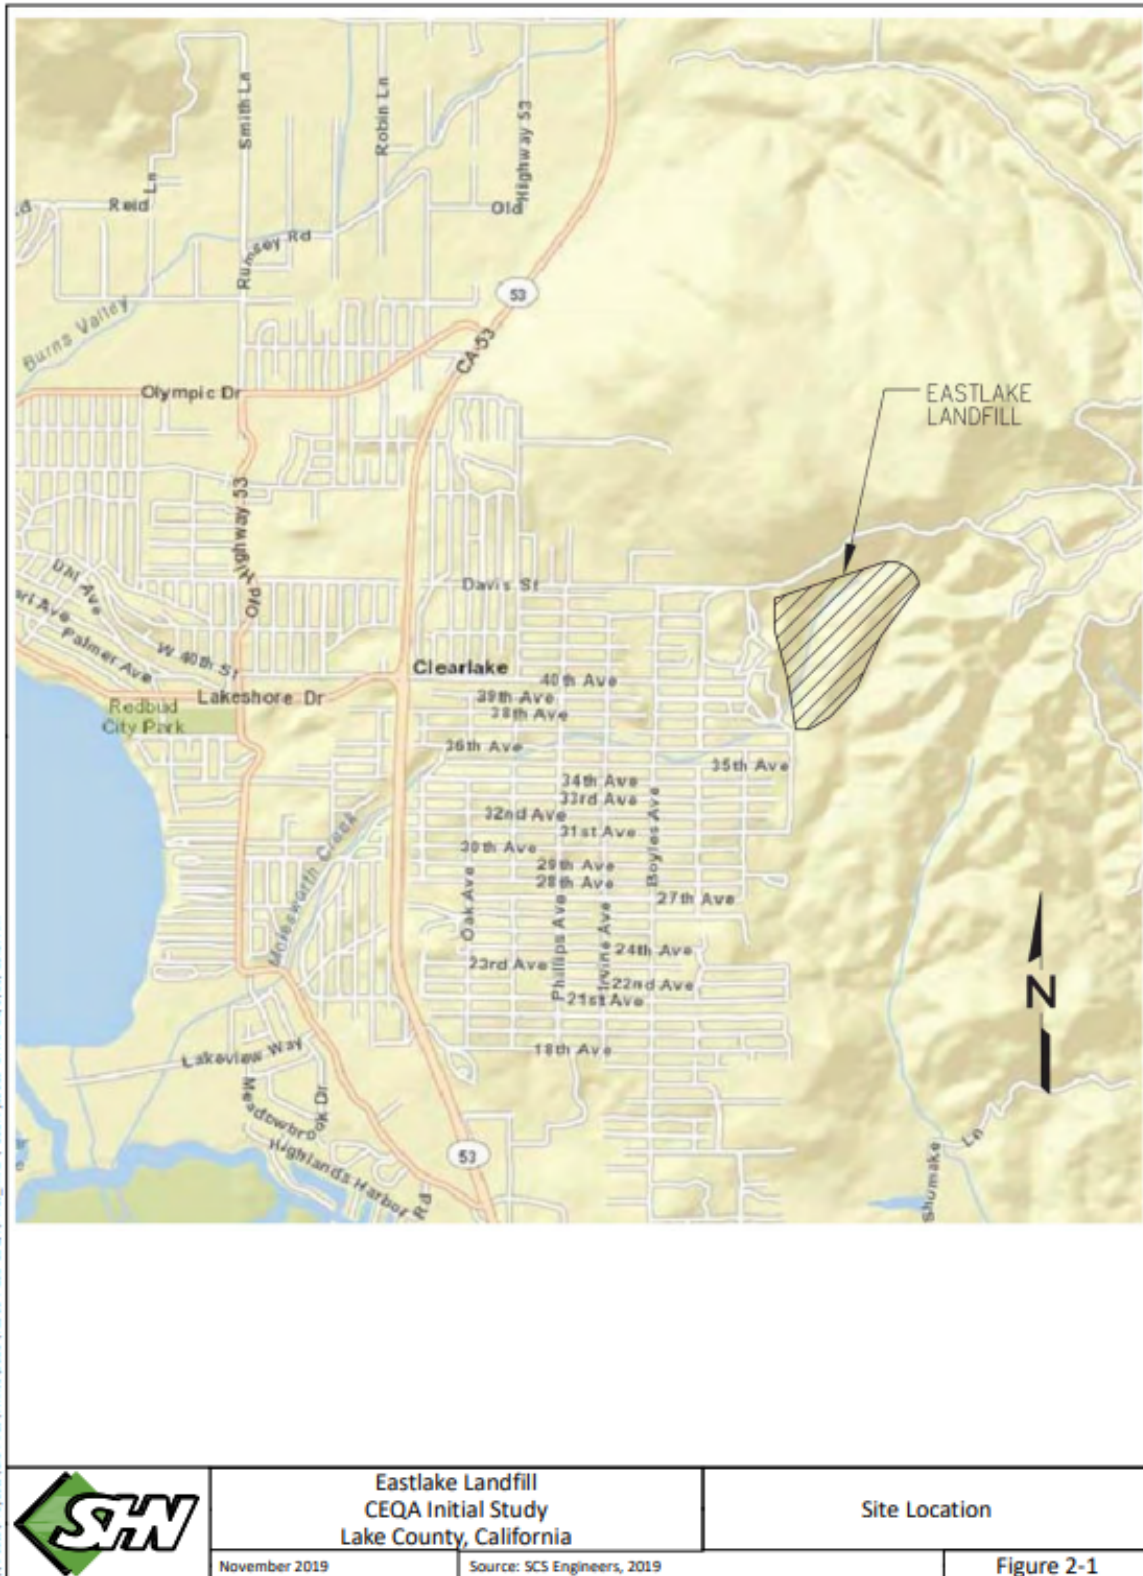 Smith Ln
Robin Ln
Highway 53
Reid Ln
Old
Rumsey Rd
53
Burns Valley
CA-53
Olympic Dr
EASTLAKE
LANDFILL
Old Highway 53
Uhl Ave
Davis St
Palmer Ave
W 40th St
Clearlake
40th Ave
Lakeshore Dr
39th Ave
38th Ave
Redbud
City Park
36th Ave
35th Ave
34th Ave
33rd Ave
32nd Ave
31st Ave
Boyles Ave
30th Ave
29th Ave
28th Ave
Molesworth Creek
27th Ave
Oak Ave
Phillips Ave
Irvine Ave
24th Ave
23rd Ave
22nd Ave
21st Ave
N
18th Ave
Lakeview Way
Meadowbrook Dr
Highlands Harbor Rd
53
Shumake Ln
SHN
Eastlake Landfill
CEQA Initial Study
Lake County, California
Site Location
November 2019
Source: SCS Engineers, 2019
Figure 2-1